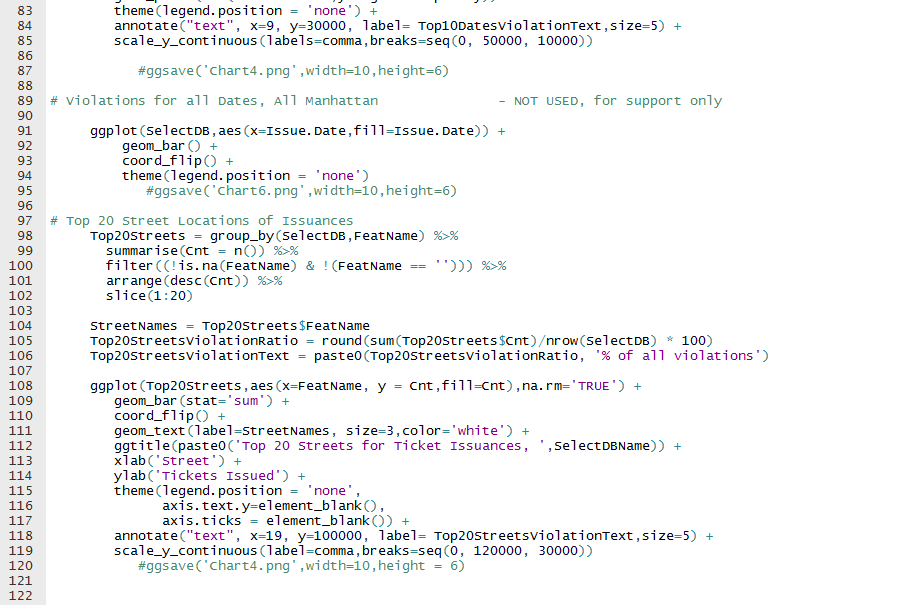 83 theme(legend.position = 'none') +
84 annotate("text", x=9, y=30000, label= Top10DatesViolationText,size=5) +
85 scale_y_continuous(labels=comma,breaks=seq(0, 50000, 10000))
86
87 #ggsave('Chart4.png',width=10,height=6)
88
89 # Violations for all Dates, All Manhattan - NOT USED, for support only
90
91 ggplot(SelectDB,aes(x=Issue.Date,fill=Issue.Date)) +
92 geom_bar() +
93 coord_flip() +
94 theme(legend.position = 'none')
95 #ggsave('Chart6.png',width=10,height=6)
96
97 # Top 20 Street Locations of Issuances
98 Top20Streets = group_by(SelectDB,FeatName) %>%
99 summarise(Cnt = n()) %>%
100 filter((!is.na(FeatName) & !(FeatName == ''))) %>%
101 arrange(desc(Cnt)) %>%
102 slice(1:20)
103
104 StreetNames = Top20Streets$FeatName
105 Top20StreetsViolationRatio = round(sum(Top20Streets$Cnt)/nrow(SelectDB) * 100)
106 Top20StreetsViolationText = paste0(Top20StreetsViolationRatio, '% of all violations')
107
108 ggplot(Top20Streets,aes(x=FeatName, y = Cnt,fill=Cnt),na.rm='TRUE') +
109 geom_bar(stat='sum') +
110 coord_flip() +
111 geom_text(label=StreetNames, size=3,color='white') +
112 ggtitle(paste0('Top 20 Streets for Ticket Issuances, ',SelectDBName)) +
113 xlab('Street') +
114 ylab('Tickets Issued') +
115 theme(legend.position = 'none',
116 axis.text.y=element_blank(),
117 axis.ticks = element_blank()) +
118 annotate("text", x=19, y=100000, label= Top20StreetsViolationText,size=5) +
119 scale_y_continuous(label=comma,breaks=seq(0, 120000, 30000))
120 #ggsave('Chart4.png',width=10,height = 6)
121
122